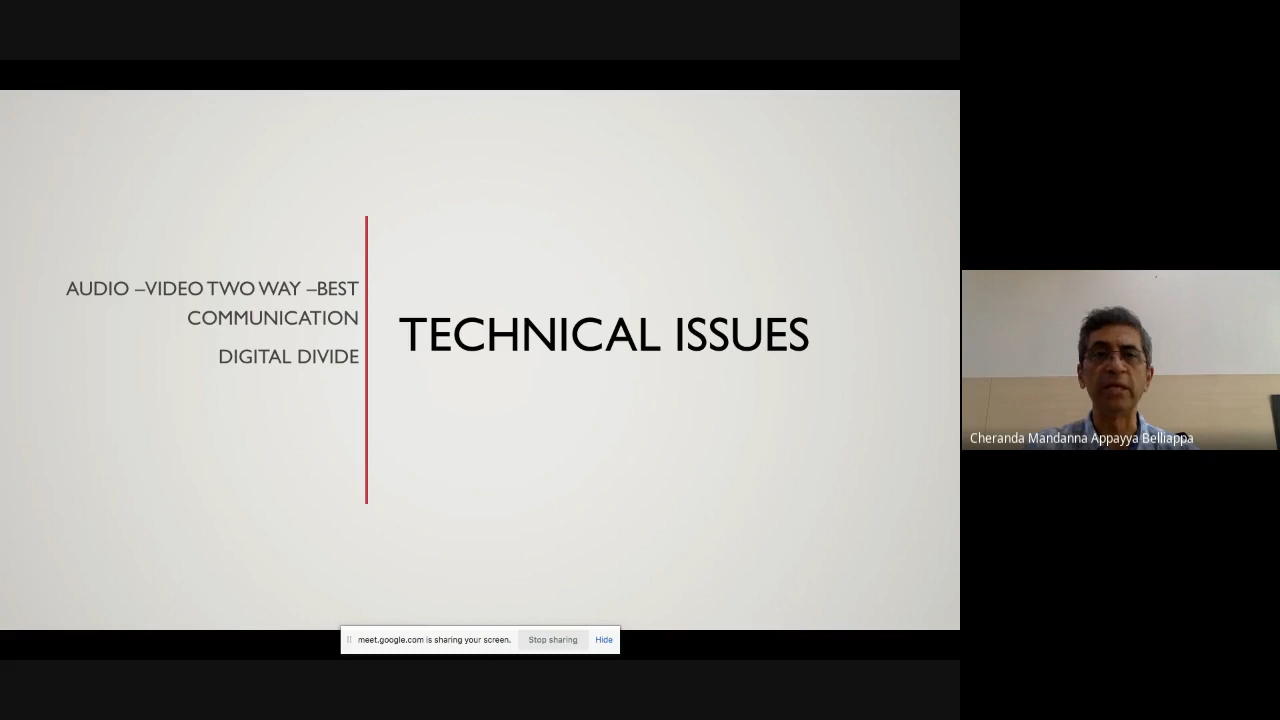 AUDIO –VIDEO TWO WAY –BEST
COMMUNICATION
DIGITAL DIVIDE
TECHNICAL ISSUES
Cheranda Mandanna Appayya Belliappa
meet.google.com is sharing your screen. Stop sharing Hide